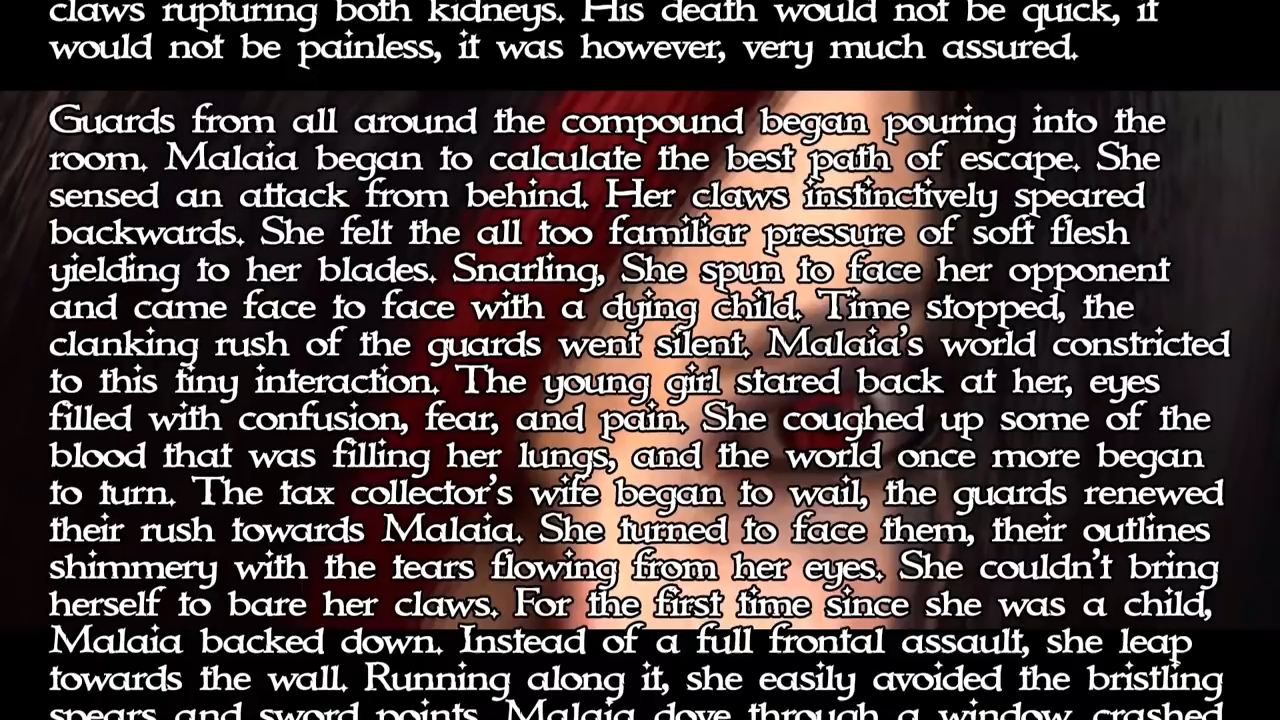 claws rupturing both kidneys. His death would not be quick, it
would not be painless, it was however, very much assured.
Guards from all around the compound began pouring into the
room. Malaia began to calculate the best path of escape. She
sensed an attack from behind. Her claws instinctively speared
backwards. She felt the all too familiar pressure of soft flesh
yielding to her blades. Snarling, She spun to face her opponent
and came face to face with a dying child. Time stopped, the
clanking rush of the guards went silent. Malaia's world constricted
to this tiny interaction. The young girl stared back at her, eyes
filled with confusion, fear, and pain. She coughed up some of the
blood that was filling her lungs, and the world once more began
to turn. The tax collector's wife began to wail, the guards renewed
their rush towards Malaia. She turned to face them, their outlines
shimmery with the tears flowing from her eyes. She couldn't bring
herself to bare her claws. For the first time since she was a child,
Malaia backed down. Instead of a full frontal assault, she leap
towards the wall. Running along it, she easily avoided the bristling
spears and sword points. Malaia dove through a window, crashed